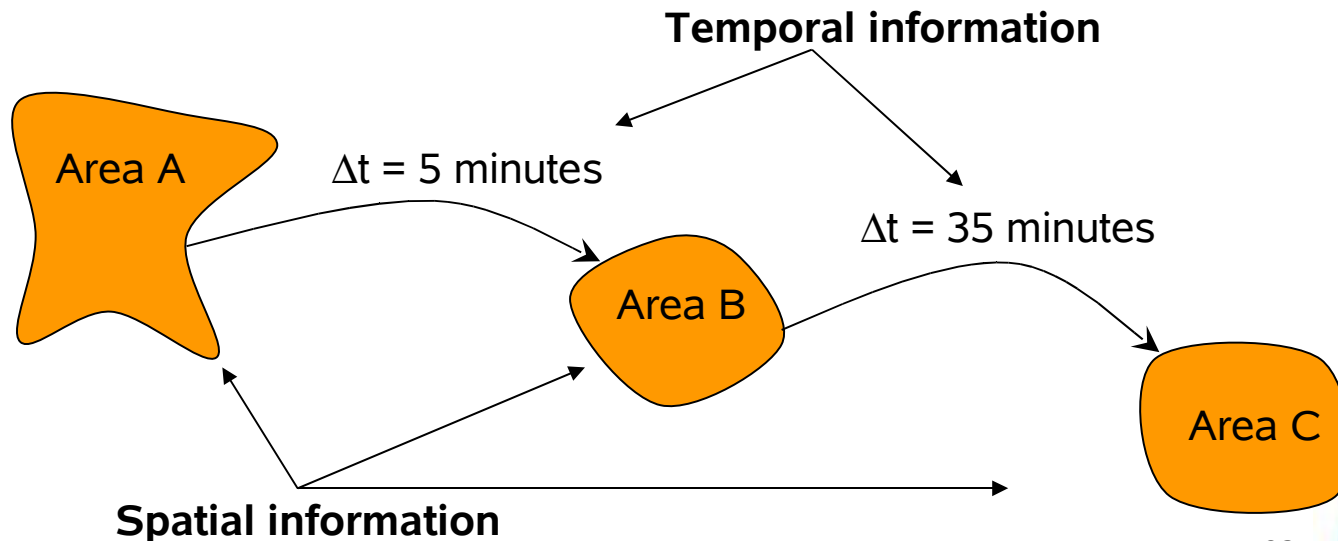 Temporal information
Area A
Δt = 5 minutes
Δt = 35 minutes
Area B
Area C
Spatial information